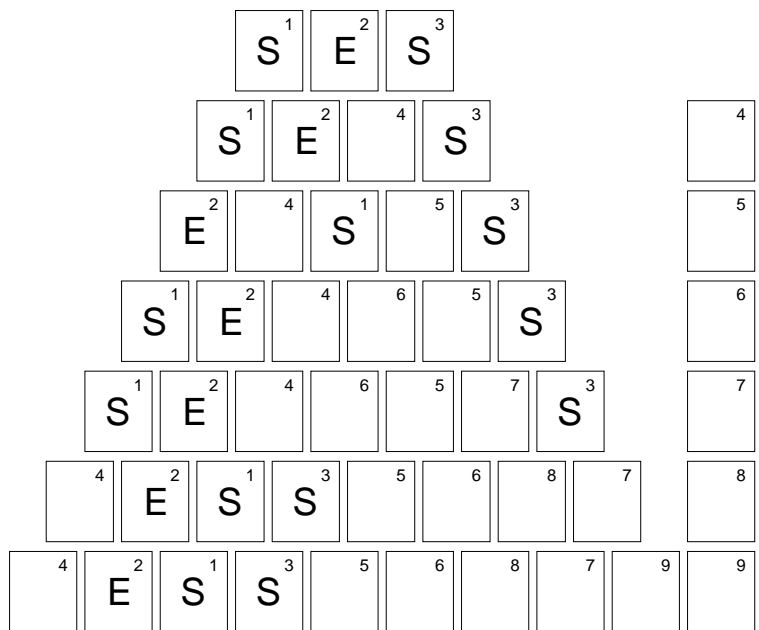 S 1 E 2 S 3
S 1 E 2 4 S 3 4
E 2 4 S 1 5 S 3 5
S 1 E 2 4 6 5 S 3 6
S 1 E 2 4 6 5 7 S 3 7
4 E 2 S 1 S 3 5 6 8 7 8
4 E 2 S 1 S 3 5 6 8 7 9 9